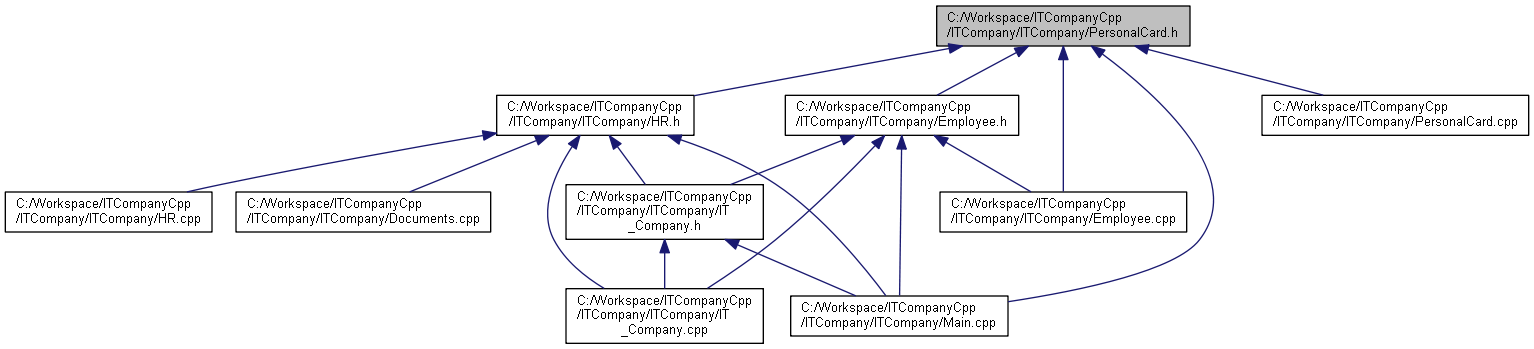 C:/Workspace/ITCompanyCpp
/ITCompany/ITCompany/PersonalCard.h
C:/Workspace/ITCompanyCpp
/ITCompany/ITCompany/HR.h
C:/Workspace/ITCompanyCpp
/ITCompany/ITCompany/Employee.h
C:/Workspace/ITCompanyCpp
/ITCompany/ITCompany/PersonalCard.cpp
C:/Workspace/ITCompanyCpp
/ITCompany/ITCompany/HR.cpp
C:/Workspace/ITCompanyCpp
/ITCompany/ITCompany/Documents.cpp
C:/Workspace/ITCompanyCpp
/ITCompany/ITCompany/IT
_Company.h
C:/Workspace/ITCompanyCpp
/ITCompany/ITCompany/Employee.cpp
C:/Workspace/ITCompanyCpp
/ITCompany/ITCompany/IT
_Company.cpp
C:/Workspace/ITCompanyCpp
/ITCompany/ITCompany/Main.cpp